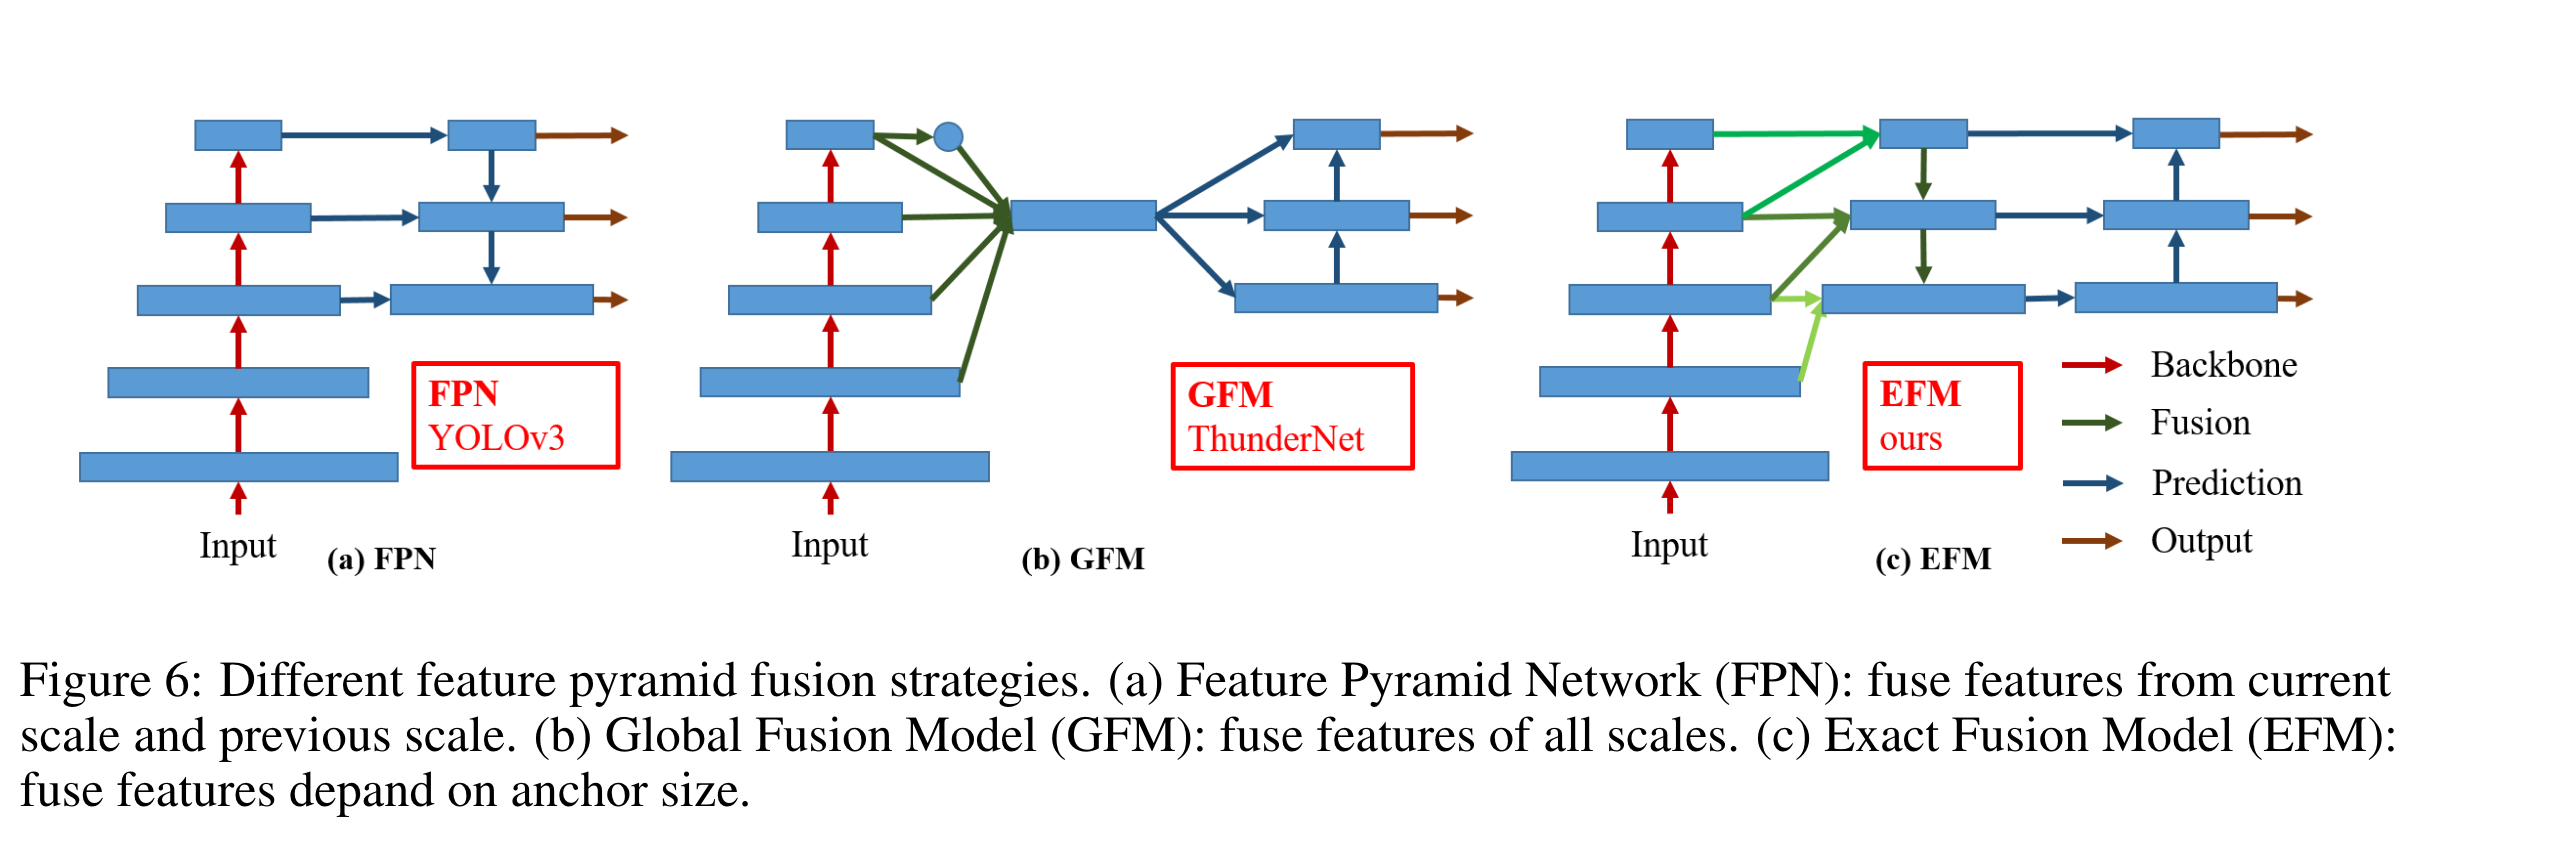 FPN
YOLOv3
Input
(a) FPN
GFM
ThunderNet
Input
(b) GFM
EFM
ours
Input
(c) EFM
Backbone
Fusion
Prediction
Output
Figure 6: Different feature pyramid fusion strategies. (a) Feature Pyramid Network (FPN): fuse features from current
scale and previous scale. (b) Global Fusion Model (GFM): fuse features of all scales. (c) Exact Fusion Model (EFM):
fuse features depand on anchor size.